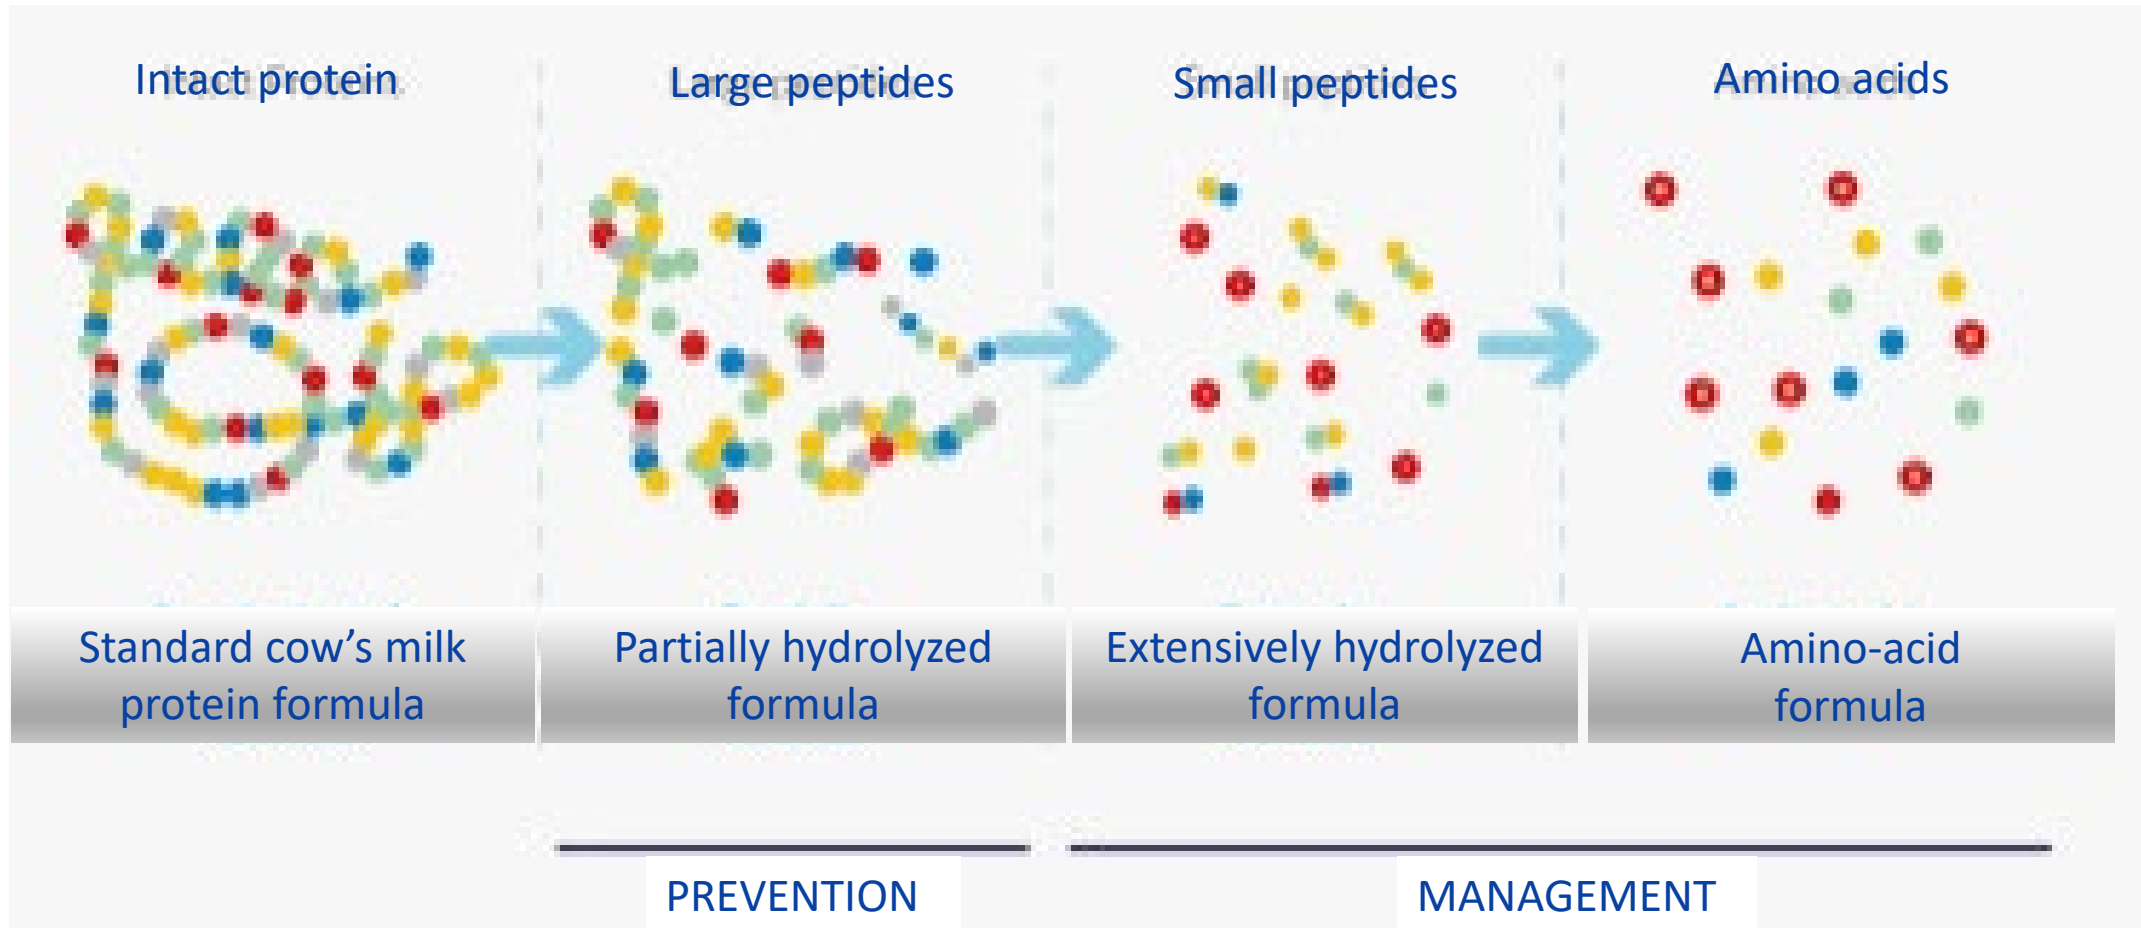 Intact protein
Large peptides
Small peptides
Amino acids
Standard cow's milk
protein formula
Partially hydrolyzed
formula
Extensively hydrolyzed
formula
Amino-acid
formula
PREVENTION
MANAGEMENT